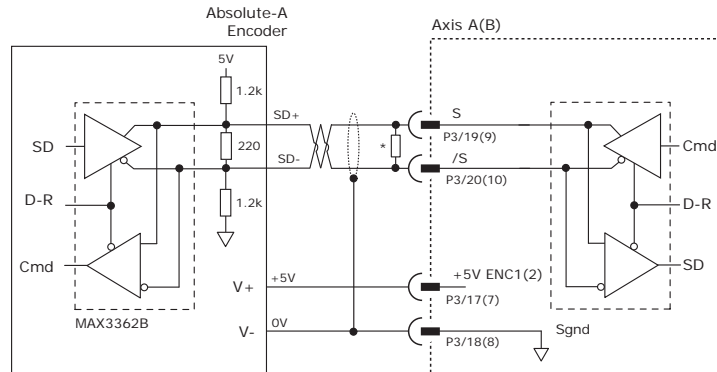 Absolute-A
Encoder
Axis A(B)
5V
1.2k
SD+
S
P3/19(9)
SD
220
*
Cmd
SD-
/S
P3/20(10)
D-R
1.2k
D-R
Cmd
+5V ENC1(2)
SD
V+
+5V
P3/17(7)
MAX3362B
V-
0V
Sgnd
P3/18(8)